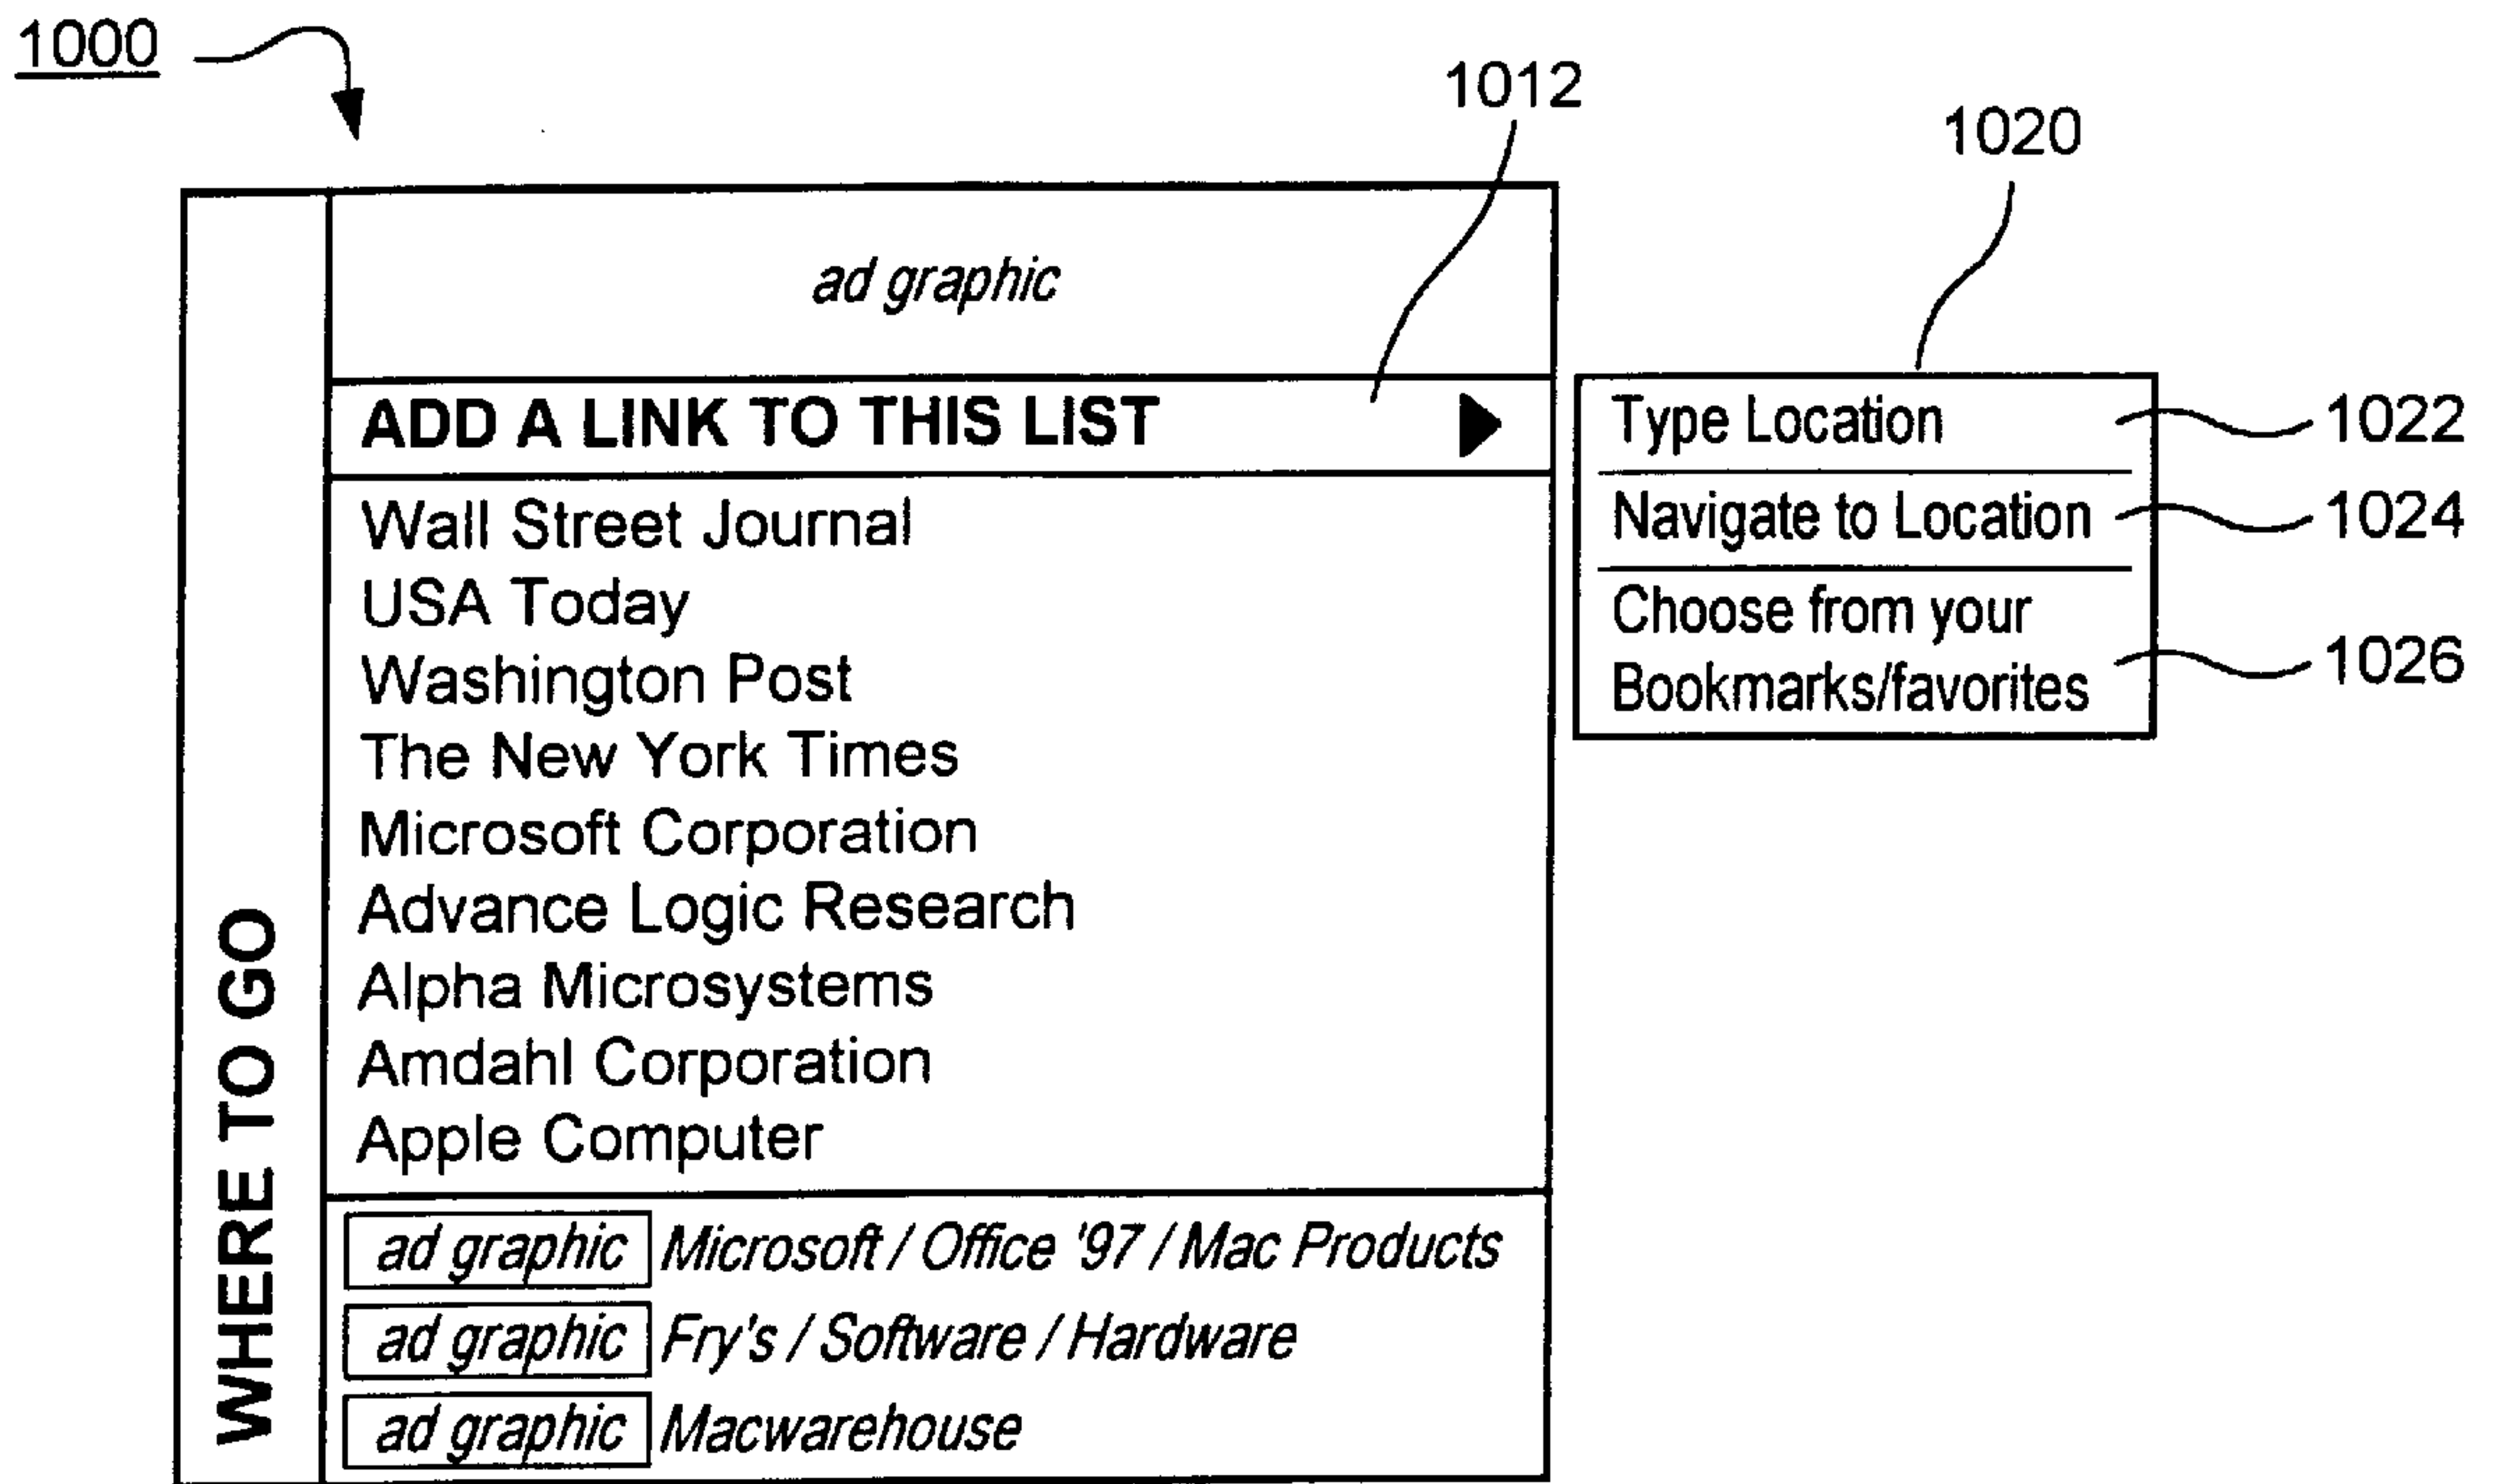 1000
1012
1020
ad graphic
ADD A LINK TO THIS LIST
Type Location
1022
Navigate to Location
1024
Choose from your
Bookmarks/favorites
1026
Wall Street Journal
USA Today
Washington Post
The New York Times
Microsoft Corporation
Advance Logic Research
Alpha Microsystems
Amdahl Corporation
Apple Computer
WHERE TO GO
ad graphic Microsoft / Office '97 / Mac Products
ad graphic Fry's / Software / Hardware
ad graphic Macwarehouse